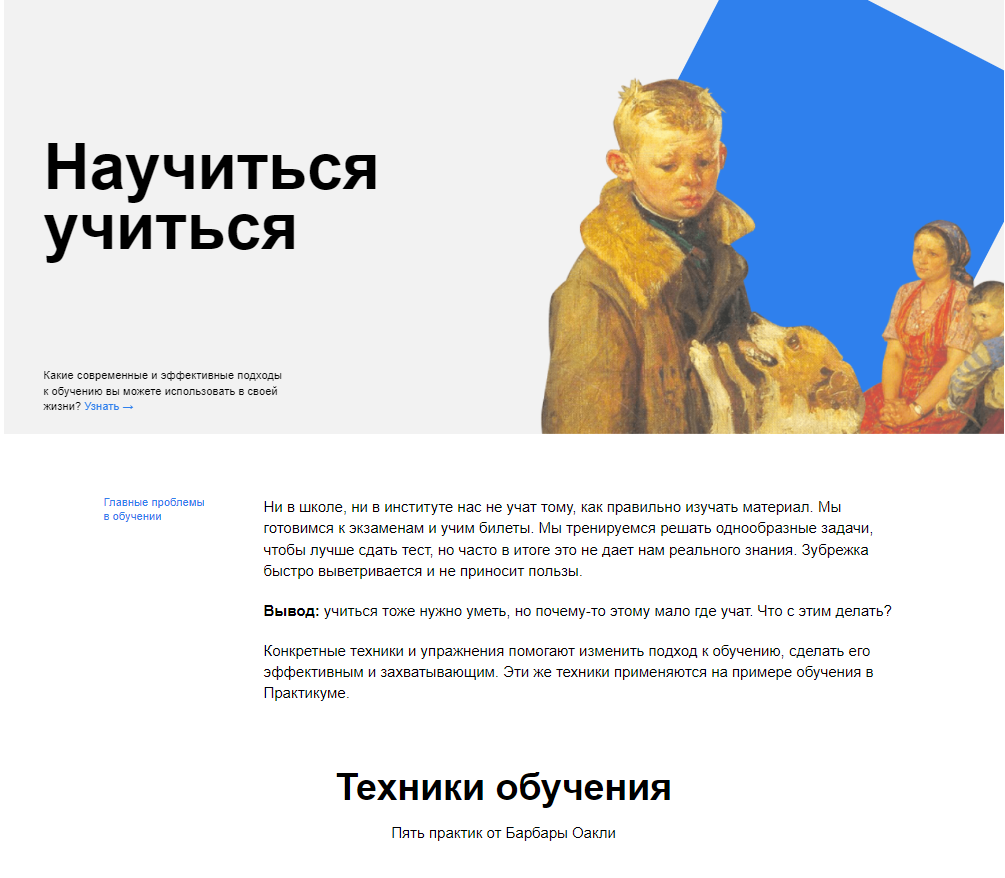 Научиться
учиться
Какие современные и эффективные подходы
к обучению вы можете использовать в своей
жизни? Узнать →
Главные проблемы
в обучении
Ни в школе, ни в институте нас не учат тому, как правильно изучать материал. Мы
готовимся к экзаменам и учим билеты. Мы тренируемся решать однообразные задачи,
чтобы лучше сдать тест, но часто в итоге это не дает нам реального знания. Зубрежка
быстро выветривается и не приносит пользы.
Вывод: учиться тоже нужно уметь, но почему-то этому мало где учат. Что с этим делать?
Конкретные техники и упражнения помогают изменить подход к обучению, сделать его
эффективным и захватывающим. Эти же техники применяются на примере обучения в
Практикуме.
Техники обучения
Пять практик от Барбары Оакли